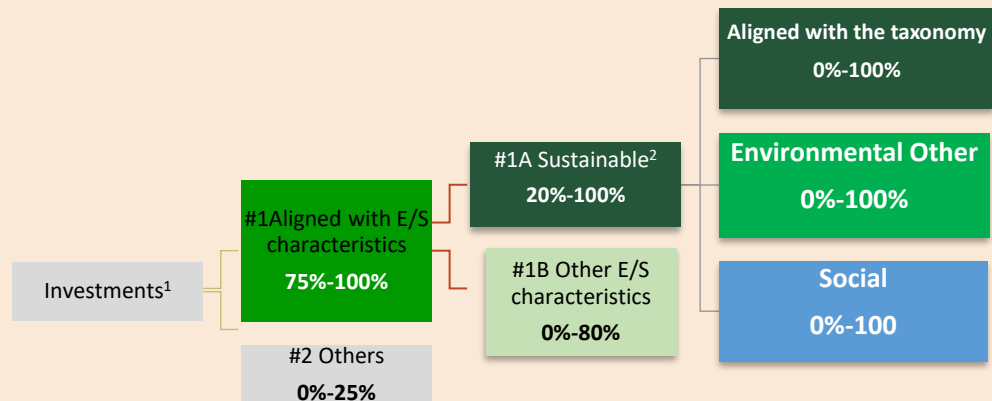 Investments¹
#1Aligned with E/S
characteristics
75%-100%
#2 Others
0%-25%
#1A Sustainable²
20%-100%
#1B Other E/S
characteristics
0%-80%
Aligned with the taxonomy
0%-100%
Environmental Other
0%-100%
Social
0%-100